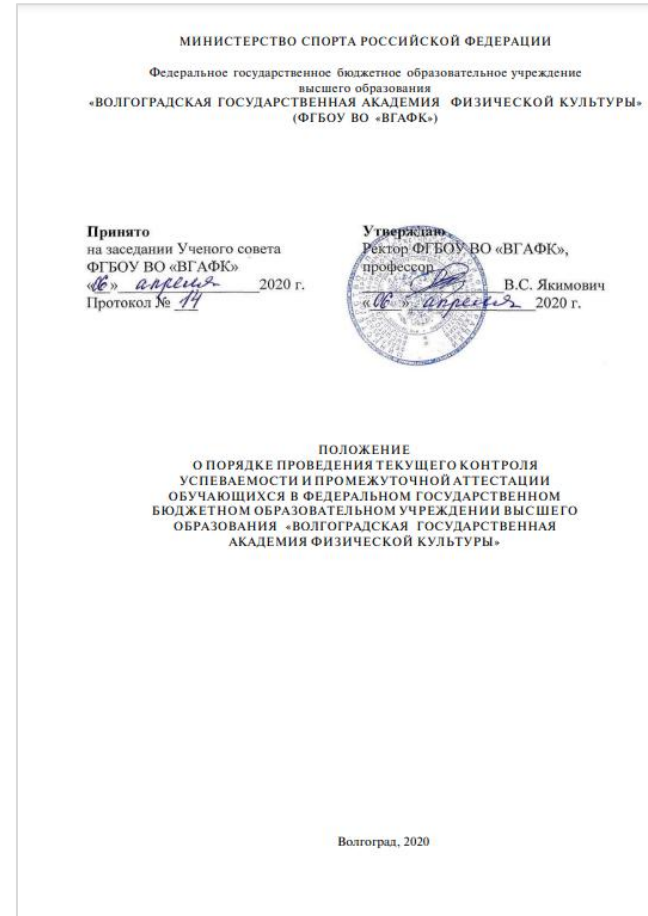 МИНИСТЕРСТВО СПОРТА РОССИЙСКОЙ ФЕДЕРАЦИИ
Федеральное государственное бюджетное образовательное учреждение
высшего образования
«ВОЛГОГРАДСКАЯ ГОСУДАРСТВЕННАЯ АКАДЕМИЯ ФИЗИЧЕСКОЙ КУЛЬТУРЫ»
(ФГБОУ ВО «ВГАФК»)
Принято
на заседании Ученого совета
ФГБОУ ВО «ВГАФК»
«06» апреля 2020 г.
Протокол № 14
Утверждаю
Ректор ФГБОУ ВО «ВГАФК»,
профессор
В.С. Якимович
«06» апреля 2020 г.
ПОЛОЖЕНИЕ
О ПОРЯДКЕ ПРОВЕДЕНИЯ ТЕКУЩЕГО КОНТРОЛЯ
УСПЕВАЕМОСТИ И ПРОМЕЖУТОЧНОЙ АТТЕСТАЦИИ
ОБУЧАЮЩИХСЯ В ФЕДЕРАЛЬНОМ ГОСУДАРСТВЕННОМ
БЮДЖЕТНОМ ОБРАЗОВАТЕЛЬНОМ УЧРЕЖДЕНИИ ВЫСШЕГО
ОБРАЗОВАНИЯ «ВОЛГОГРАДСКАЯ ГОСУДАРСТВЕННАЯ
АКАДЕМИЯ ФИЗИЧЕСКОЙ КУЛЬТУРЫ»
Волгоград, 2020